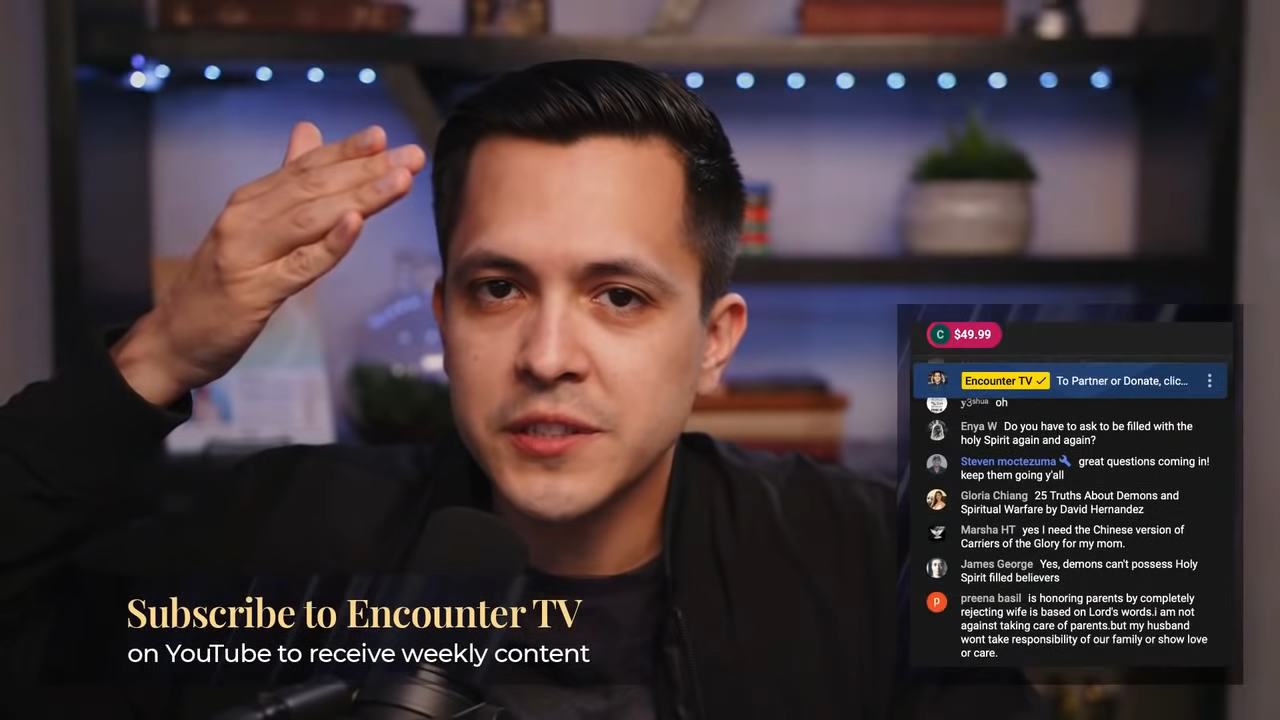 C $49.99
Encounter TV ✓ To Partner or Donate, clic...
y3shua oh
Enya W Do you have to ask to be filled with the
holy Spirit again and again?
Steven moctezuma great questions coming in!
keep them going y'all
Gloria Chiang 25 Truths About Demons and
Spiritual Warfare by David Hernandez
Marsha HT yes I need the Chinese version of
Carriers of the Glory for my mom.
James George Yes, demons can't possess Holy
Spirit filled believers
p preena basil is honoring parents by completely
rejecting wife is based on Lord's words.i am not
against taking care of parents.but my husband
wont take responsibility of our family or show love
or care.
Subscribe to Encounter TV
on YouTube to receive weekly content